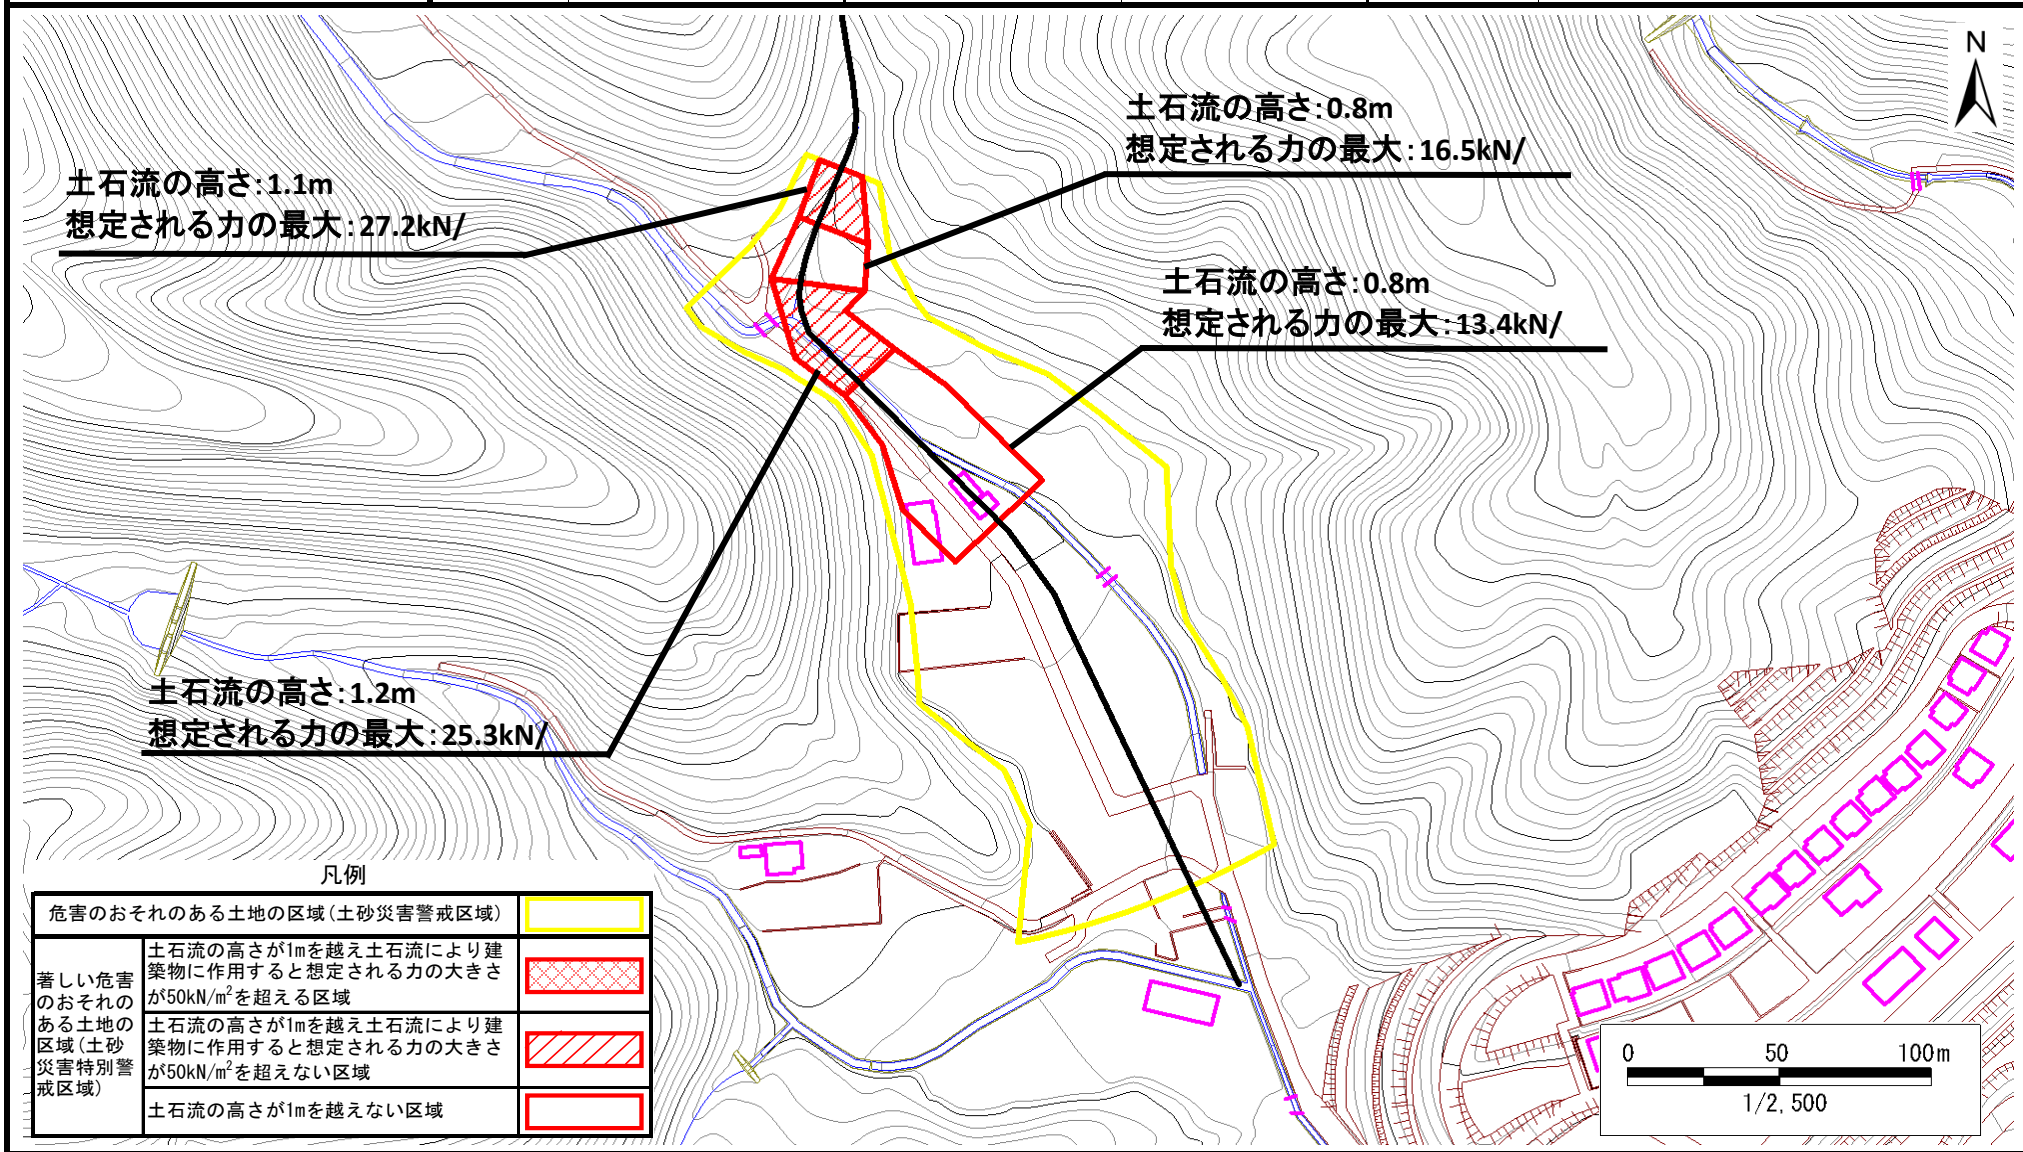 N
土石流の高さ:0.8m
想定される力の最大:16.5kN/
土石流の高さ:1.1m
想定される力の最大:27.2kN/
土石流の高さ:0.8m
想定される力の最大:13.4kN/
土石流の高さ:1.2m
想定される力の最大:25.3kN/
凡例
危害のおそれのある土地の区域(土砂災害警戒区域)
著しい危害
のおそれの
ある土地の
区域(土砂
災害特別警
戒区域)
土石流の高さが1mを越え土石流により建
築物に作用すると想定される力の大きさ
が50kN/m²を超える区域
土石流の高さが1mを越え土石流により建
築物に作用すると想定される力の大きさ
が50kN/m²を超えない区域
土石流の高さが1mを越えない区域
0 50 100m
1/2,500